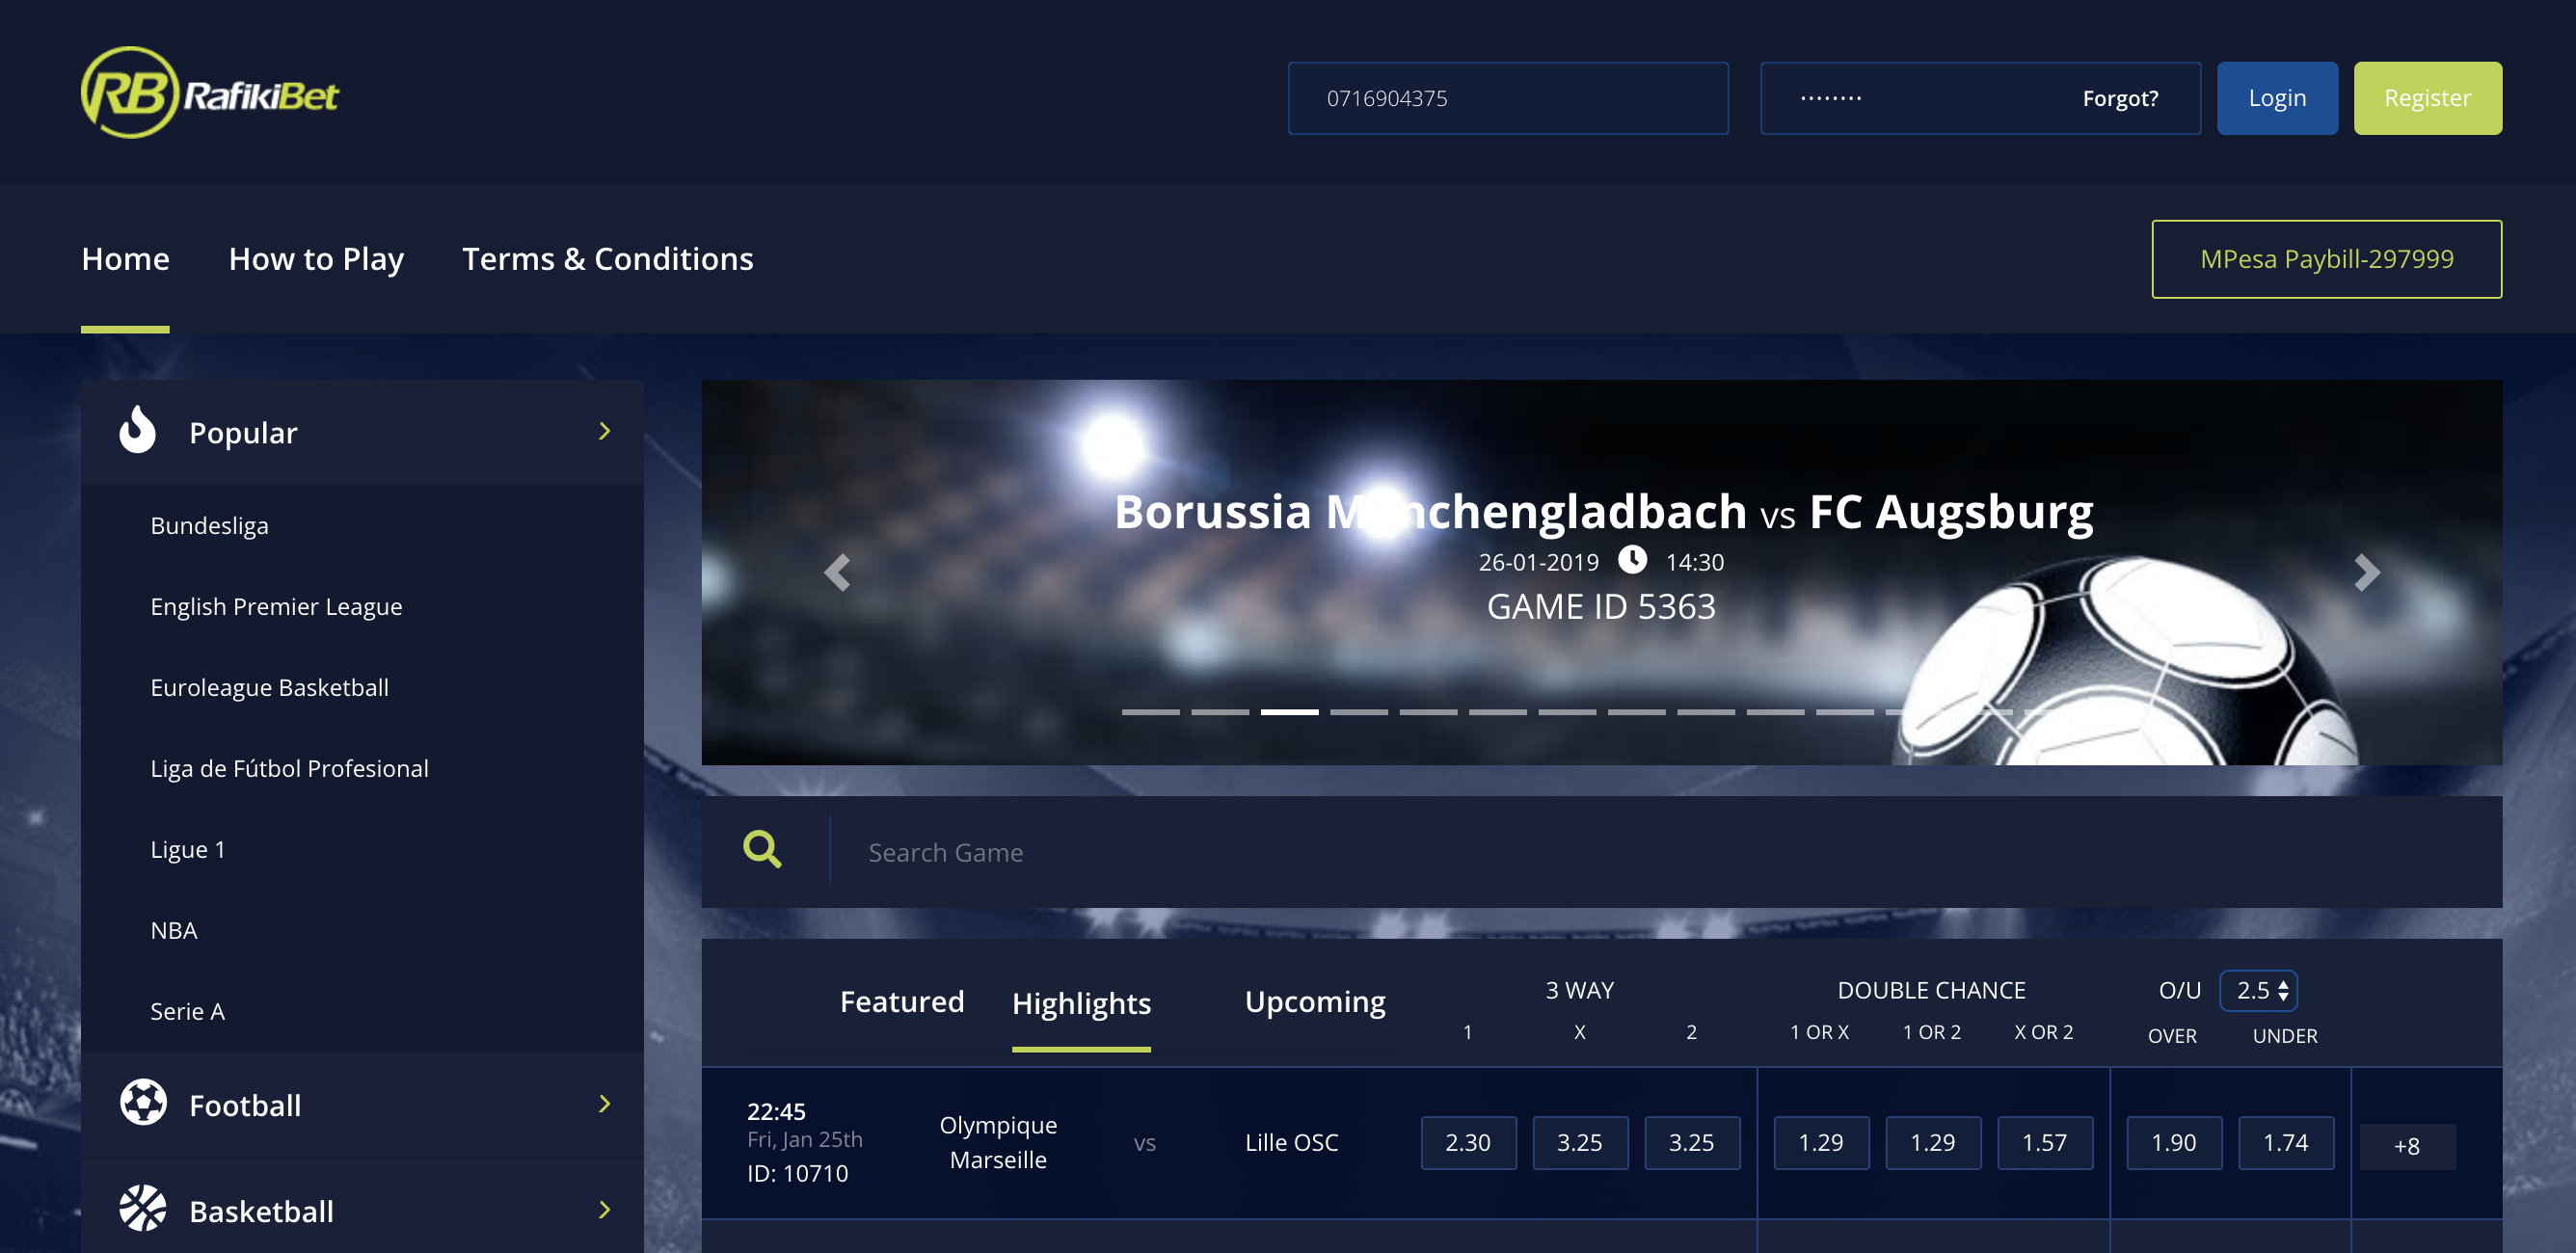 RB RafikiBet
0716904375
········ Forgot?
Login
Register
Home
How to Play
Terms & Conditions
MPesa Paybill-297999
Popular
Bundesliga
English Premier League
Euroleague Basketball
Liga de Fútbol Profesional
Ligue 1
NBA
Serie A
Football
Basketball
Borussia Mönchengladbach vs FC Augsburg
26-01-2019 14:30
GAME ID 5363
Search Game
Featured Highlights Upcoming
3 WAY
1 X 2
DOUBLE CHANCE
1 OR X 1 OR 2 X OR 2
O/U 2.5
OVER UNDER
22:45
Fri, Jan 25th
ID: 10710
Olympique
Marseille
vs
Lille OSC
2.30 3.25 3.25 1.29 1.29 1.57 1.90 1.74 +8